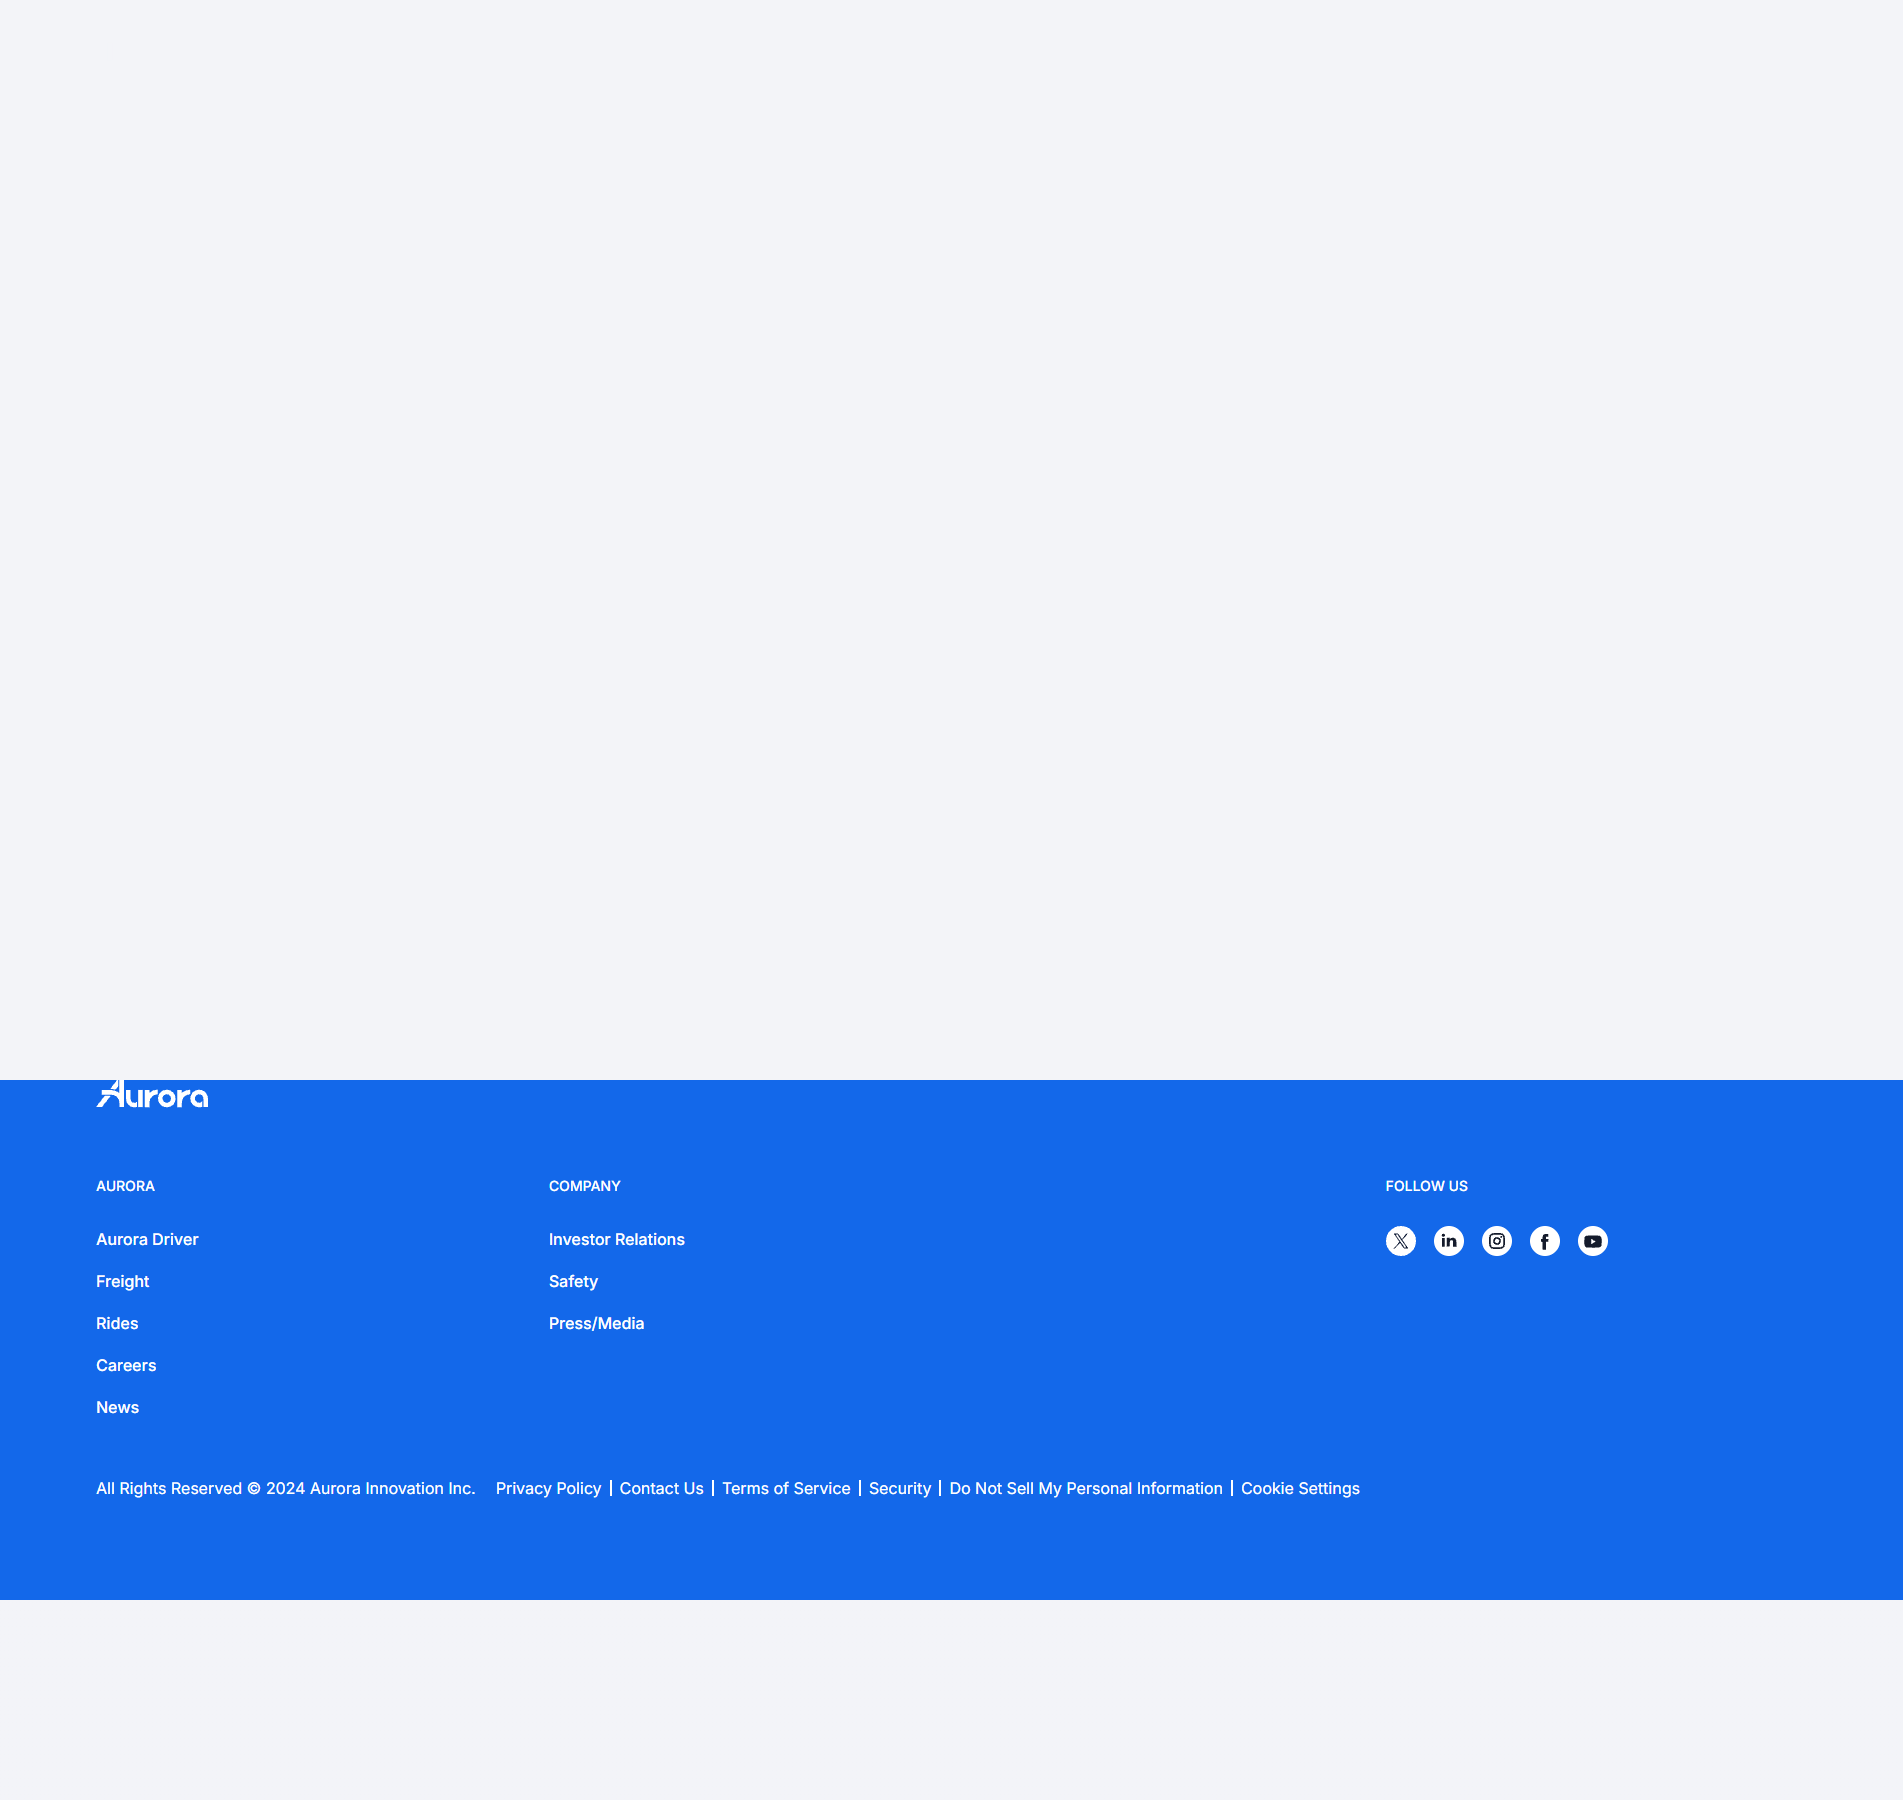 Aurora
AURORA
Aurora Driver
Freight
Rides
Careers
News
COMPANY
Investor Relations
Safety
Press/Media
FOLLOW US
All Rights Reserved © 2024 Aurora Innovation Inc. Privacy Policy | Contact Us | Terms of Service | Security | Do Not Sell My Personal Information | Cookie Settings